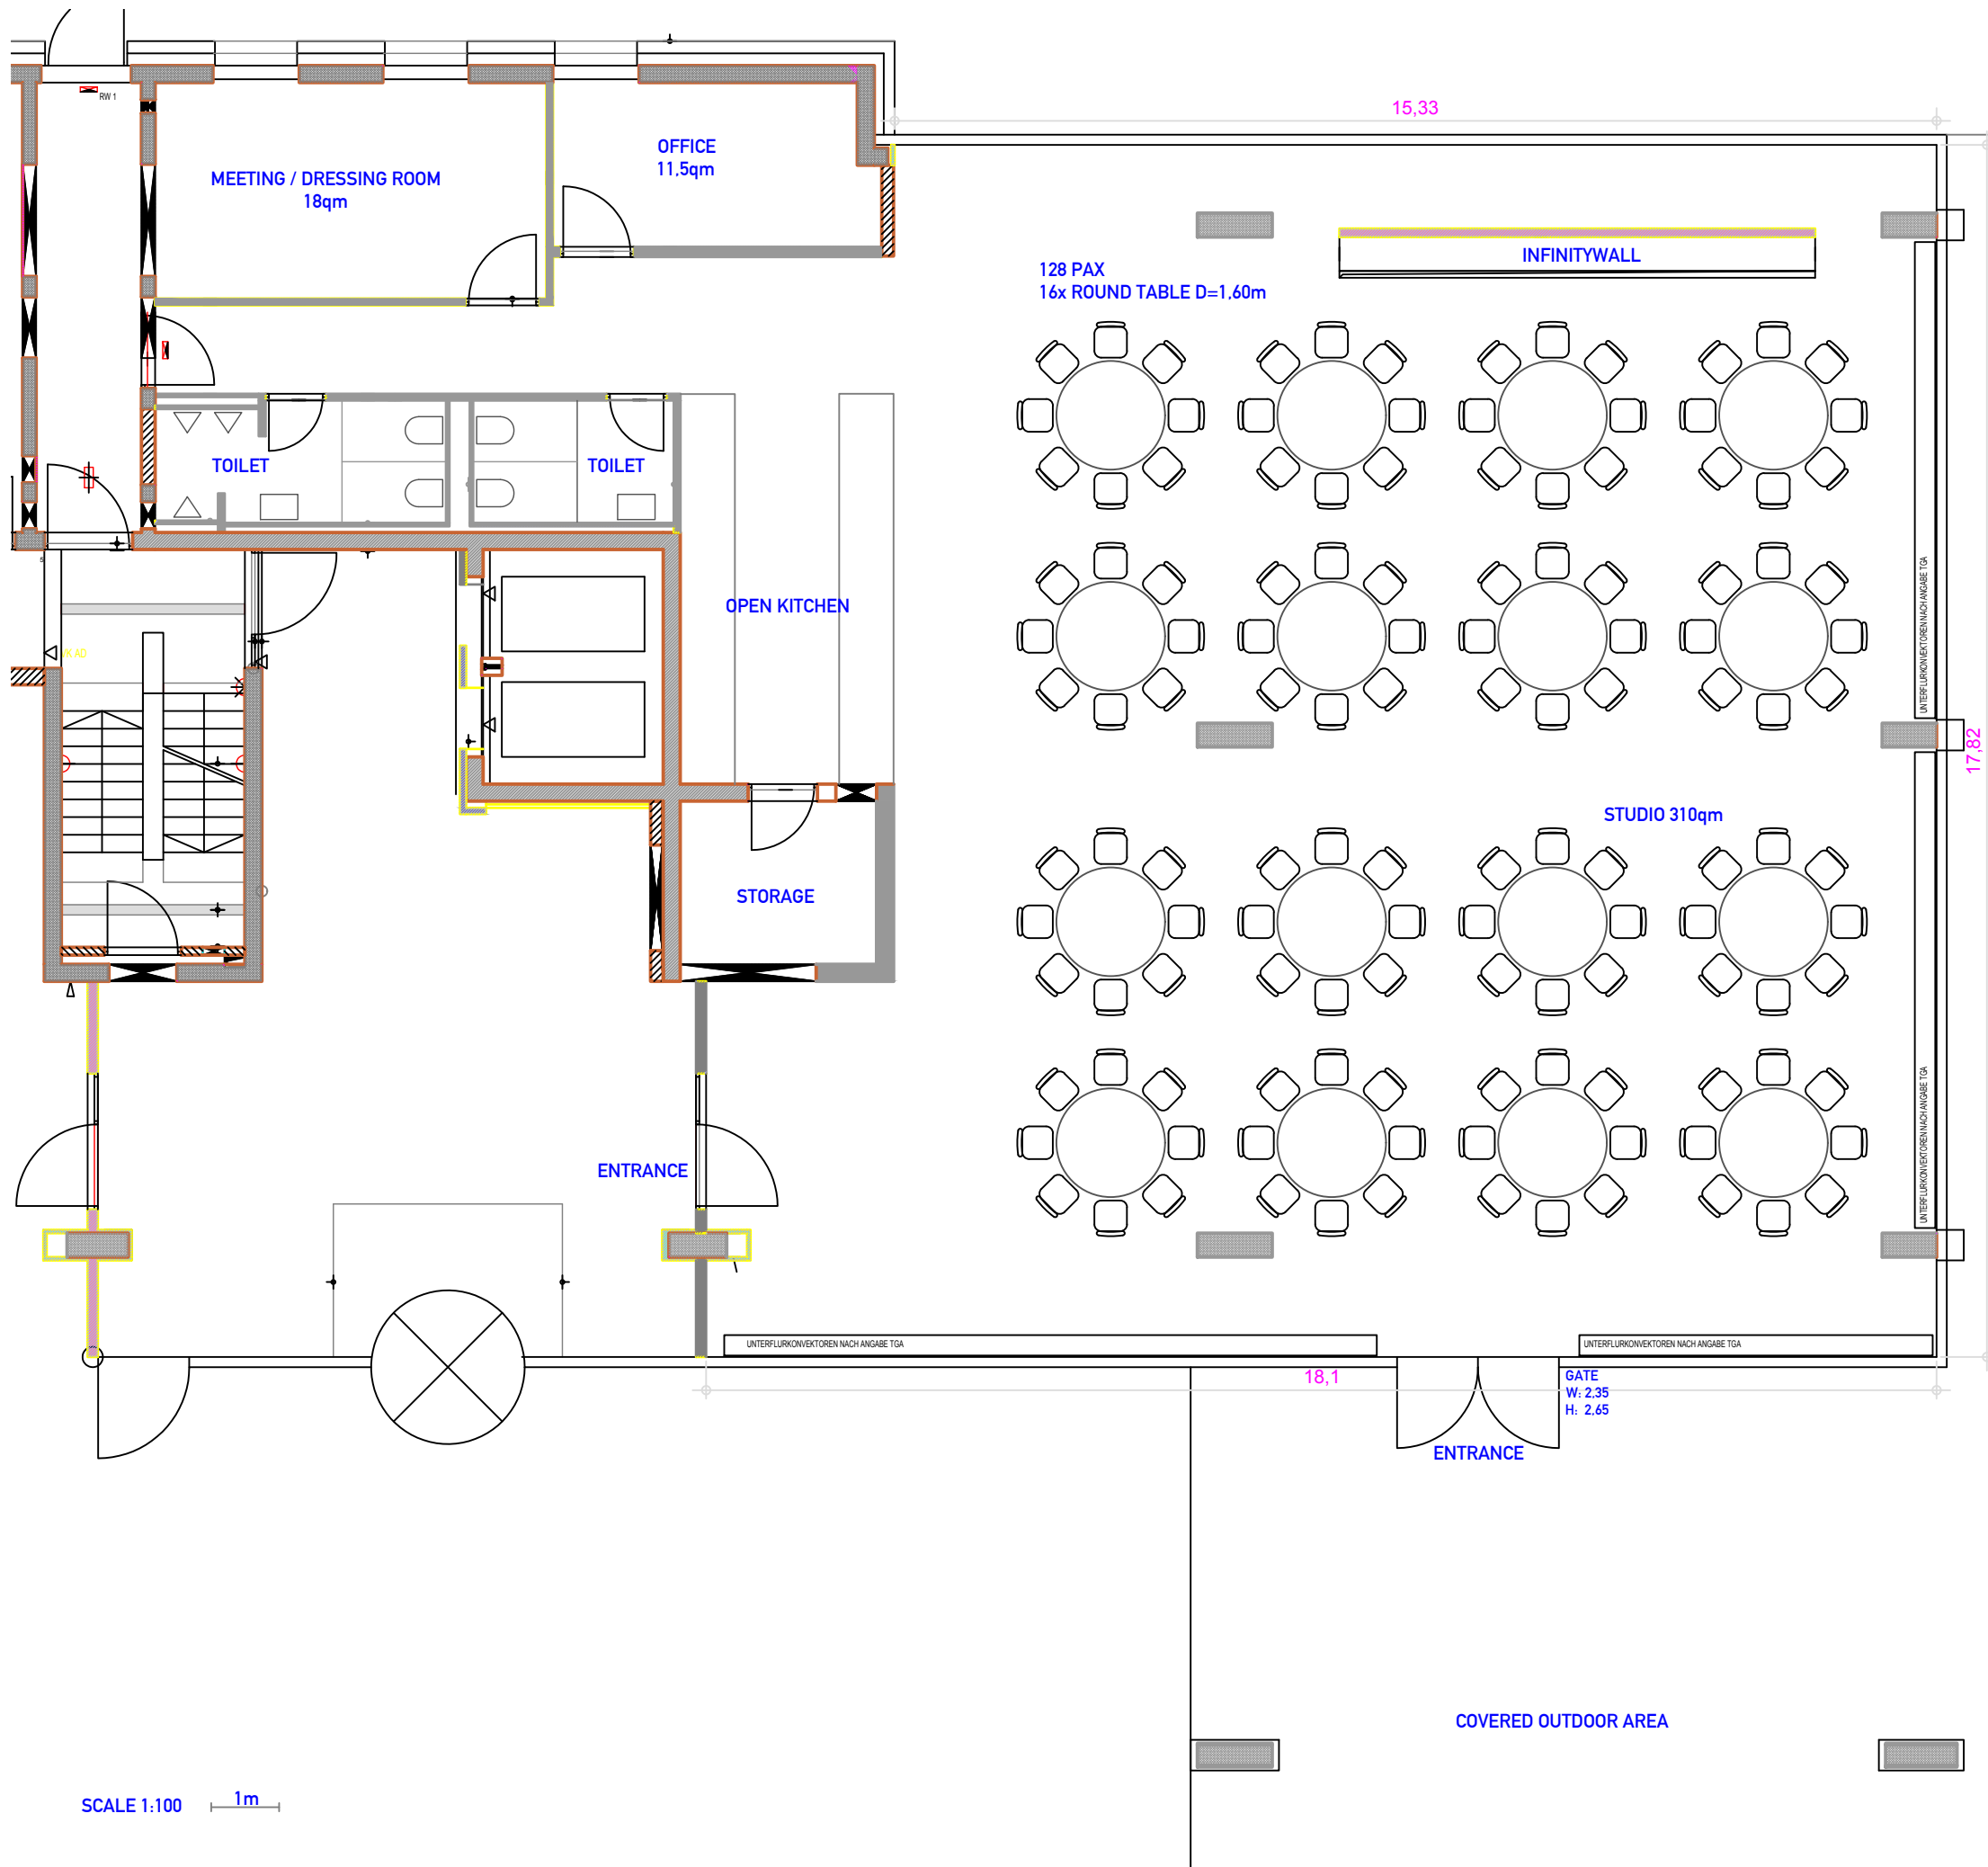 RW 1
15,33
OFFICE
11,5qm
MEETING / DRESSING ROOM
18qm
INFINITYWALL
128 PAX
16x ROUND TABLE D=1,60m
TOILET
TOILET
OPEN KITCHEN
UNTERFLURKONVEKTOREN NACH ANGABE TGA
17,82
STUDIO 310qm
STORAGE
UNTERFLURKONVEKTOREN NACH ANGABE TGA
ENTRANCE
UNTERFLURKONVEKTOREN NACH ANGABE TGA
UNTERFLURKONVEKTOREN NACH ANGABE TGA
18,1
GATE
W: 2,35
H: 2,65
ENTRANCE
COVERED OUTDOOR AREA
SCALE 1:100
1m